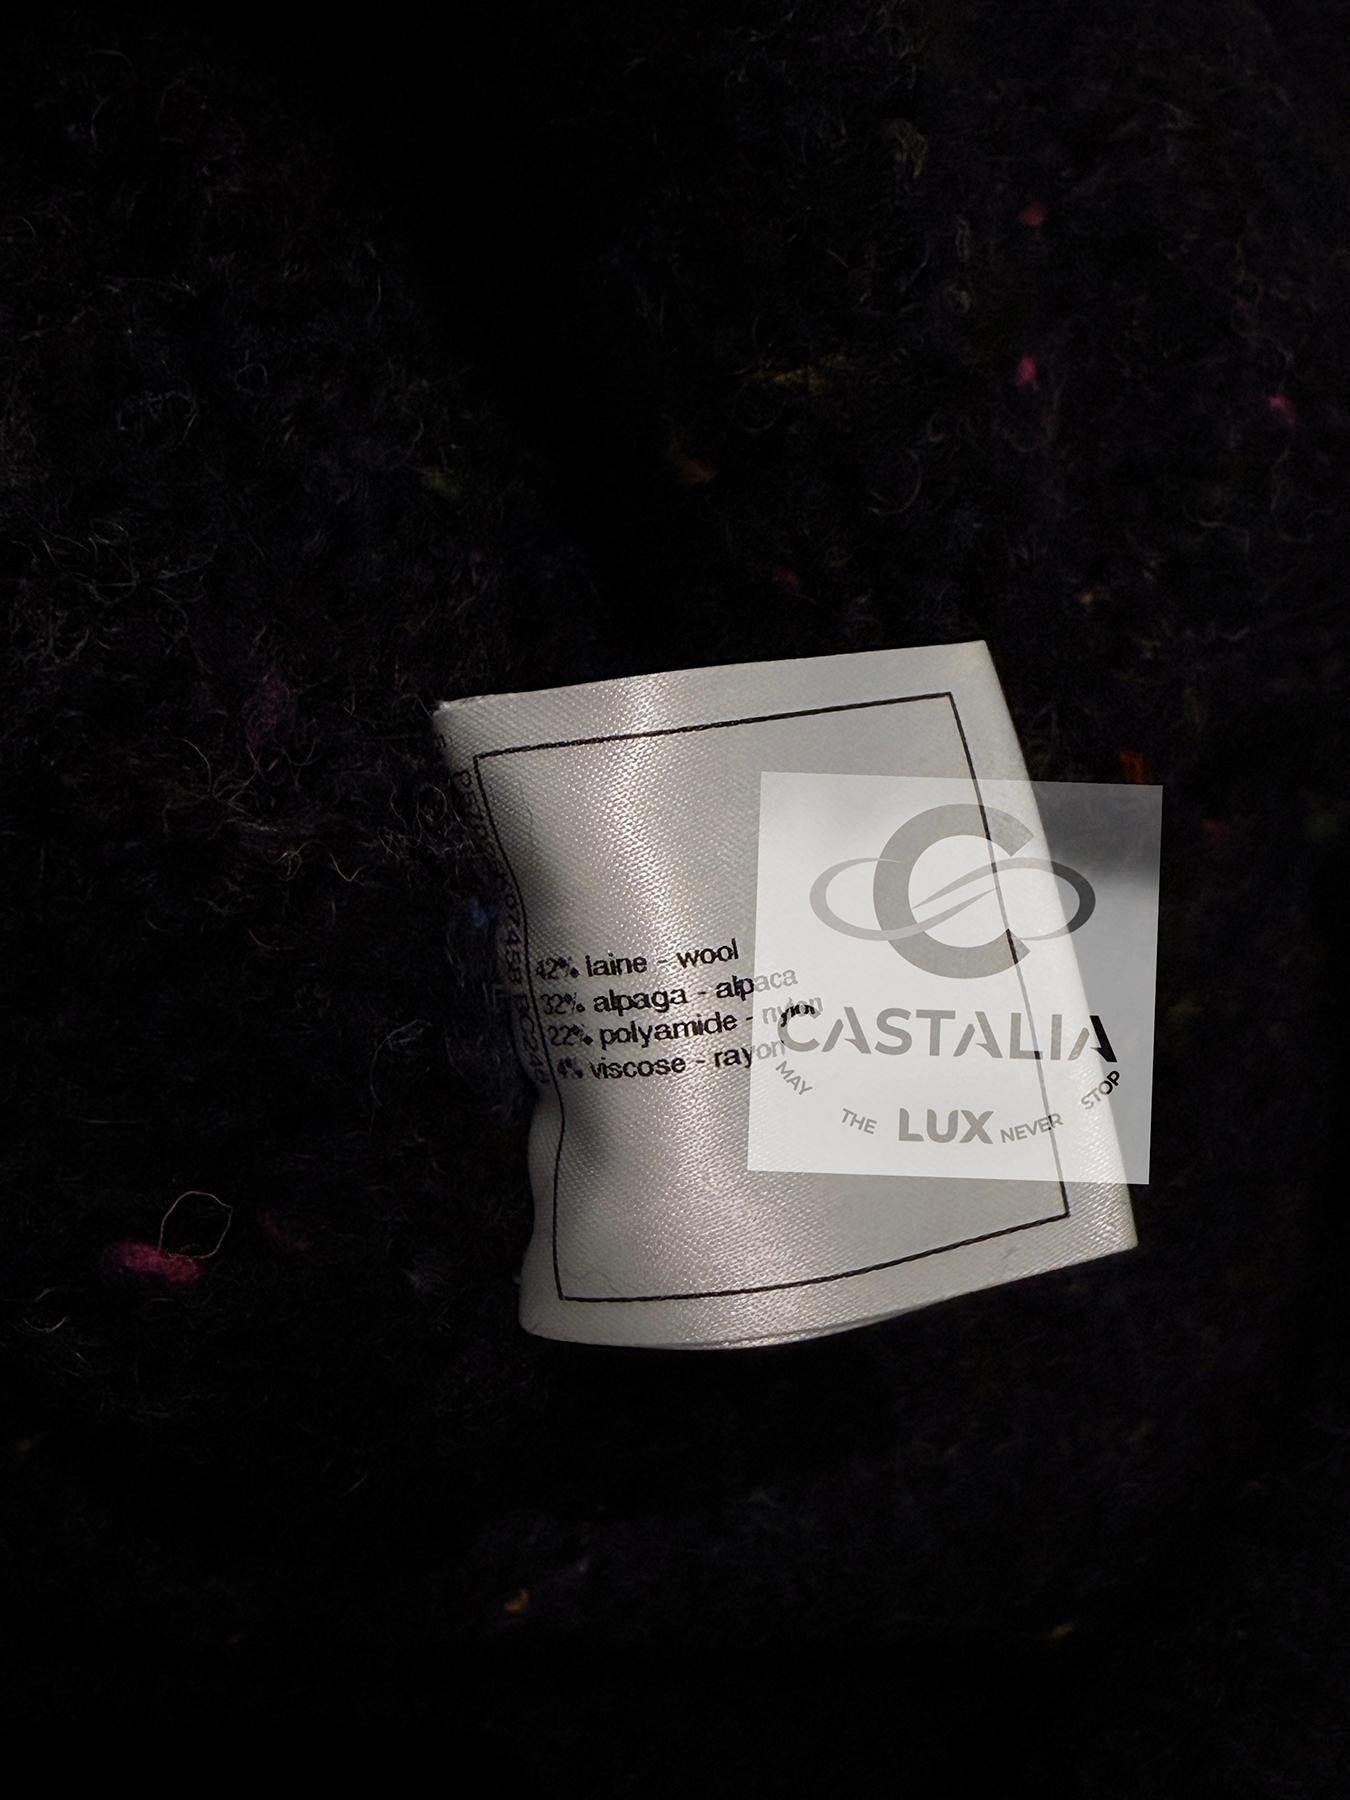 42% laine - wool
32% alpaga - alpaca
22% polyamide - nylon
4% viscose - rayon
CASTALIA
MAY THE LUX NEVER STOP